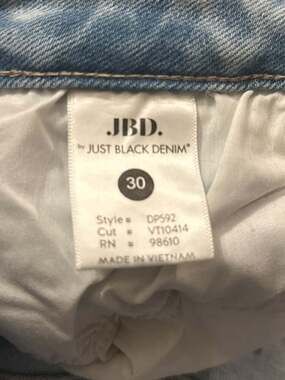 JBD.
by JUST BLACK DENIM®
30
Style # DP592
Cut # VT10414
RN # 98610
MADE IN VIETNAM